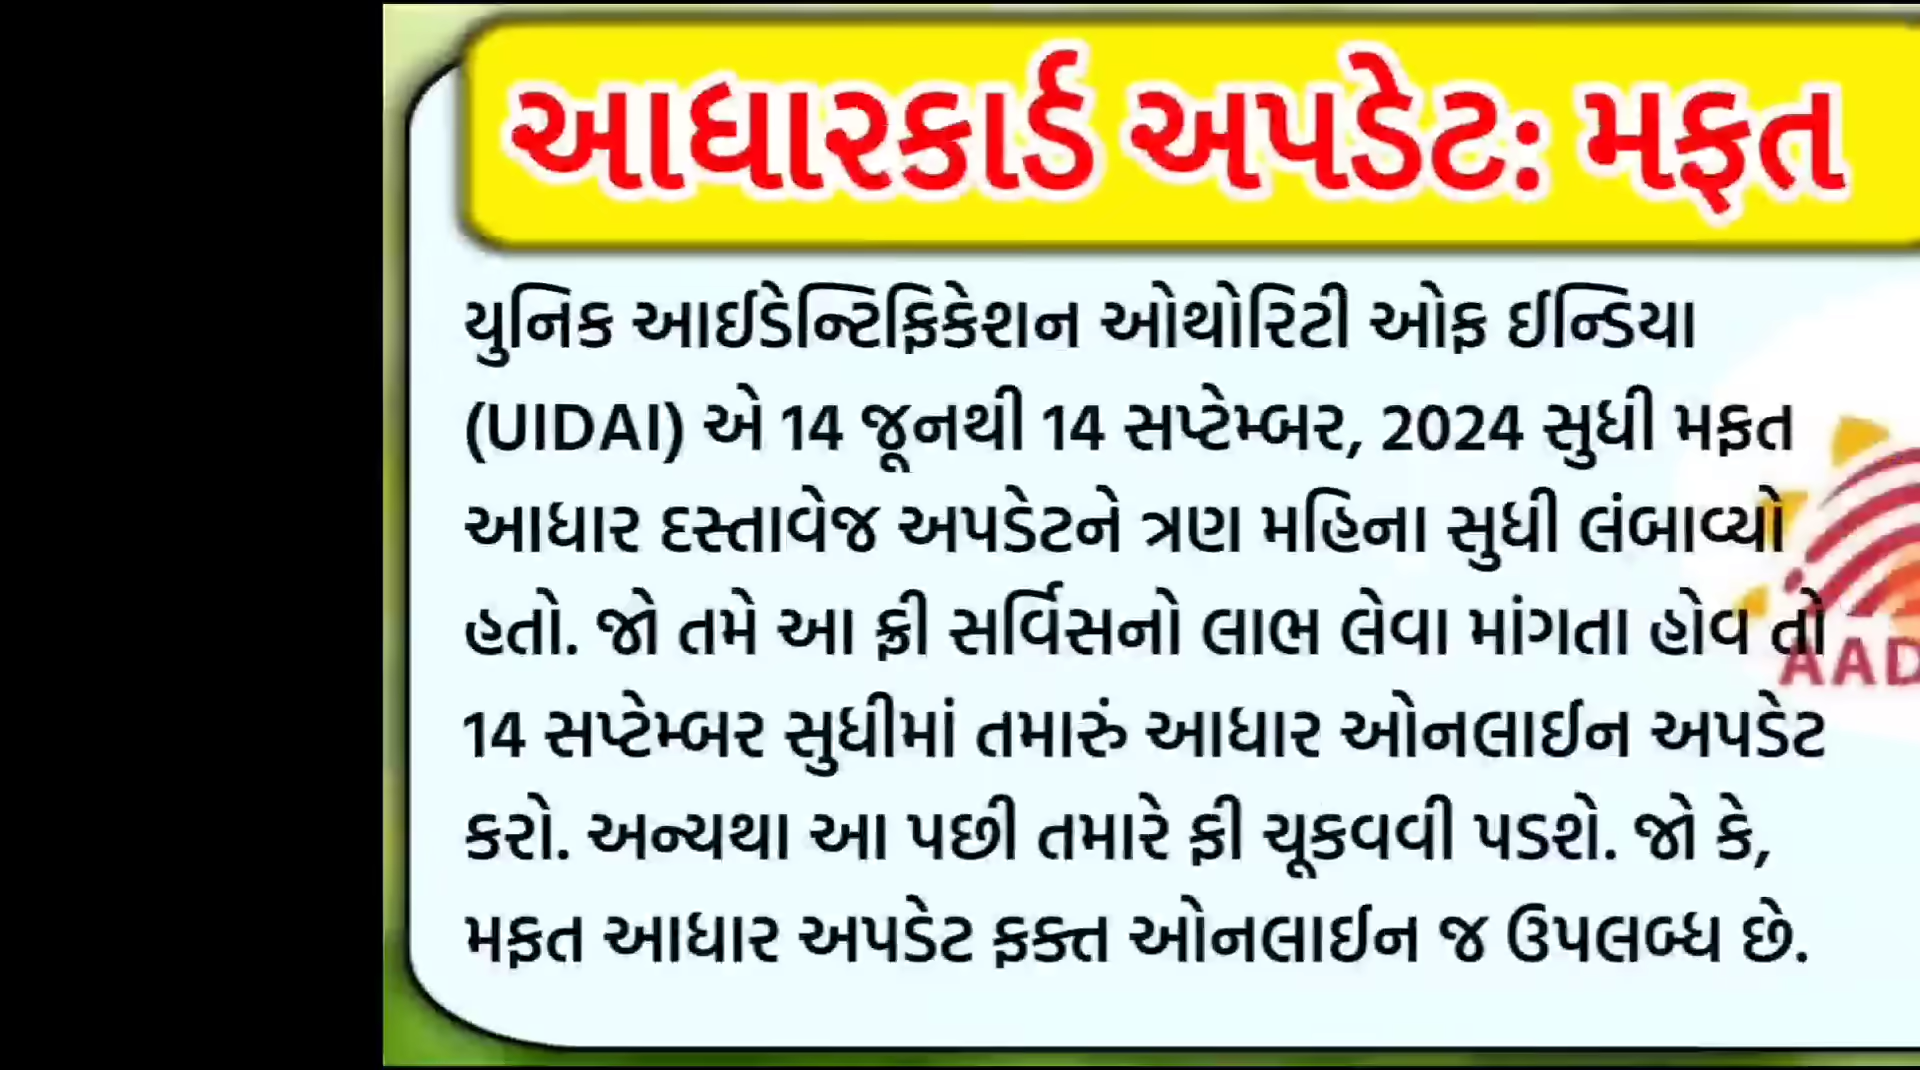 આધારકાર્ડ અપડેટ: મફત
યુનિક આઈડેન્ટિફિકેશન ઓથોરિટી ઓફ ઈન્ડિયા
(UIDAI) એ 14 જૂનથી 14 સપ્ટેમ્બર, 2024 સુધી મફત
આધાર દસ્તાવેજ અપડેટને ત્રણ મહિના સુધી લંબાવ્યો
હતો. જો તમે આ ફ્રી સર્વિસનો લાભ લેવા માંગતા હોવ તો
AAD
14 સપ્ટેમ્બર સુધીમાં તમારું આધાર ઓનલાઈન અપડેટ
કરો. અન્યથા આ પછી તમારે ફી ચૂકવવી પડશે. જો કે,
મફત આધાર અપડેટ ફક્ત ઓનલાઈન જ ઉપલબ્ધ છે.